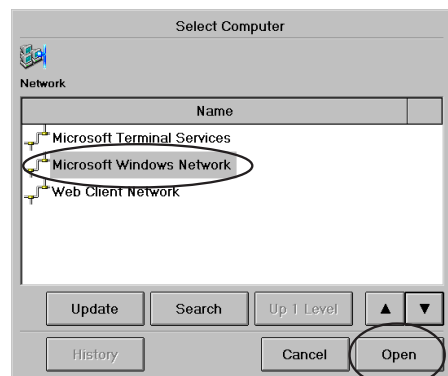 Select Computer
Network
Name
Microsoft Terminal Services
Microsoft Windows Network
Web Client Network
Update Search Up 1 Level
History Cancel Open